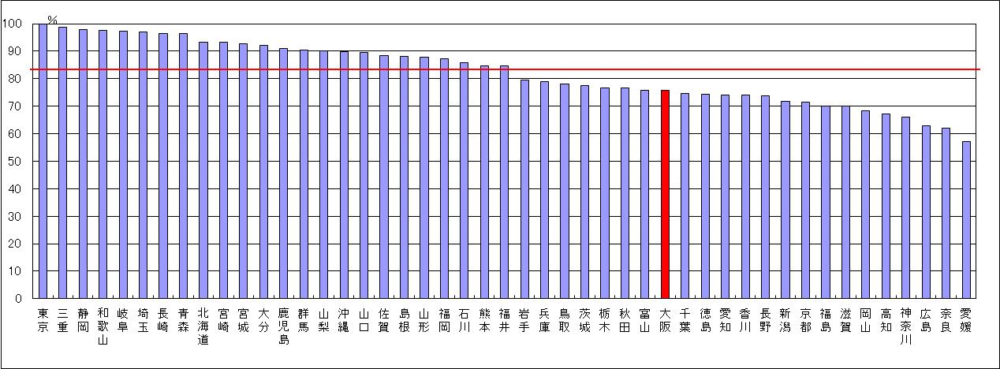 %
100
90
80
70
60
50
40
30
20
10
0
東京
三重
静岡
和歌山
岐阜
埼玉
長崎
青森
北海道
宮崎
宮城
大分
鹿児島
群馬
山梨
沖縄
山口
佐賀
島根
山形
福岡
石川
熊本
福井
岩手
兵庫
鳥取
茨城
栃木
秋田
富山
大阪
千葉
徳島
愛知
香川
長野
新潟
京都
福島
滋賀
岡山
高知
神奈川
広島
奈良
愛媛